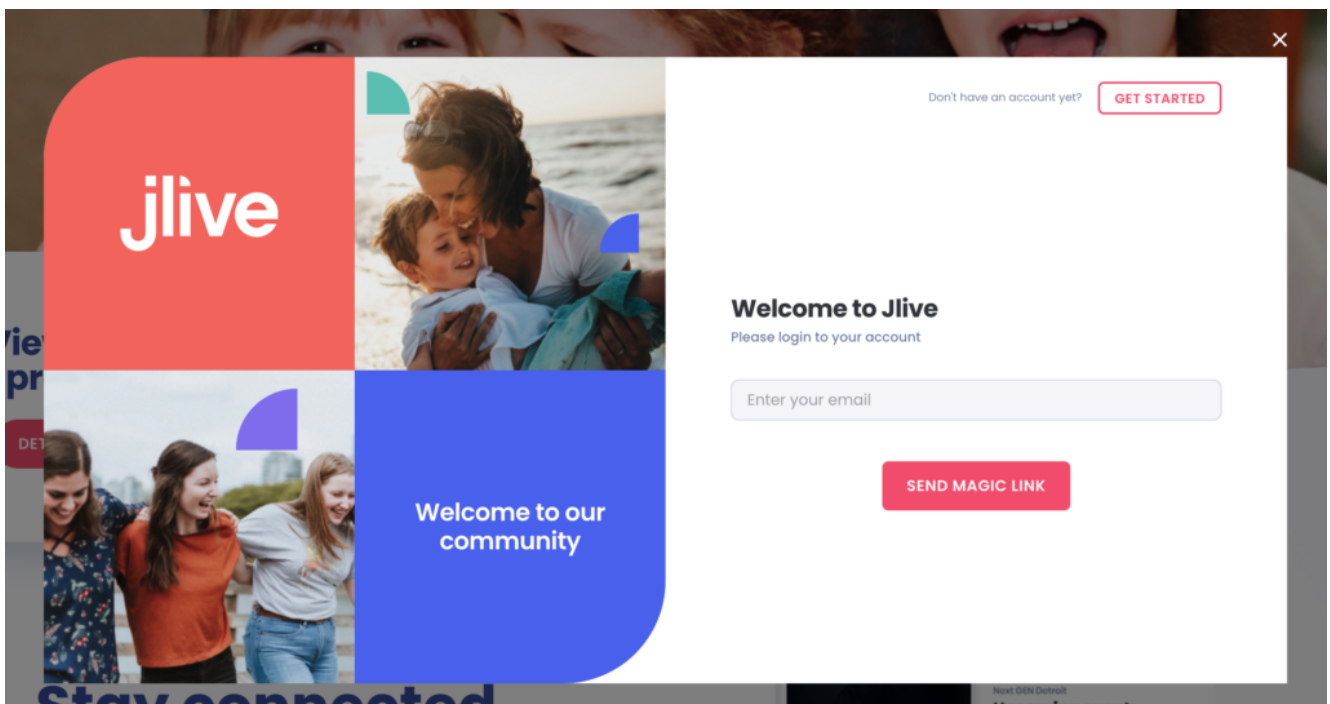 jlive
Welcome to our
community
Don't have an account yet?
GET STARTED
Welcome to Jlive
Please login to your account
Enter your email
SEND MAGIC LINK
DET
Stay connected
Next GEN Detroit